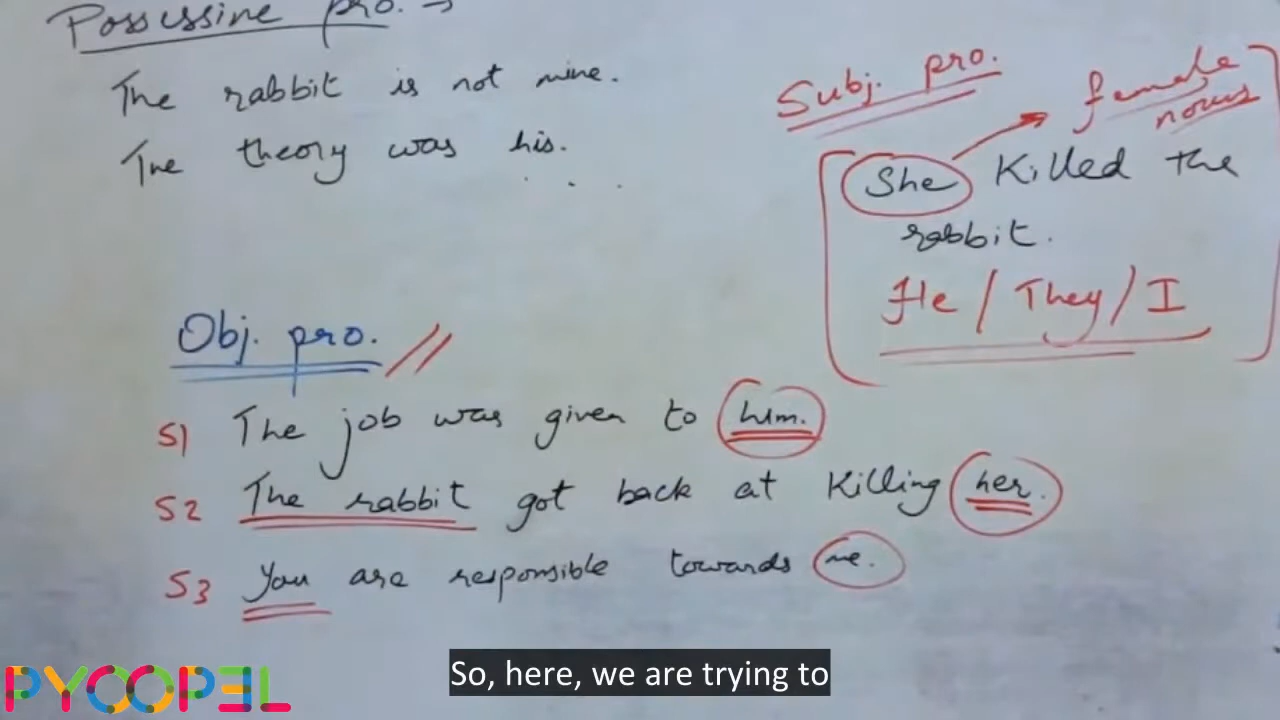 Possessive pro. →
The rabbit is not mine.
The theory was his.
. . .
Subj. pro.
female nouns
She killed the
rabbit.
He / They / I
Obj. pro. //
S1 The job was given to him.
S2 The rabbit got back at killing her.
S3 You are responsible towards me.
So, here, we are trying to
PYOOPEL